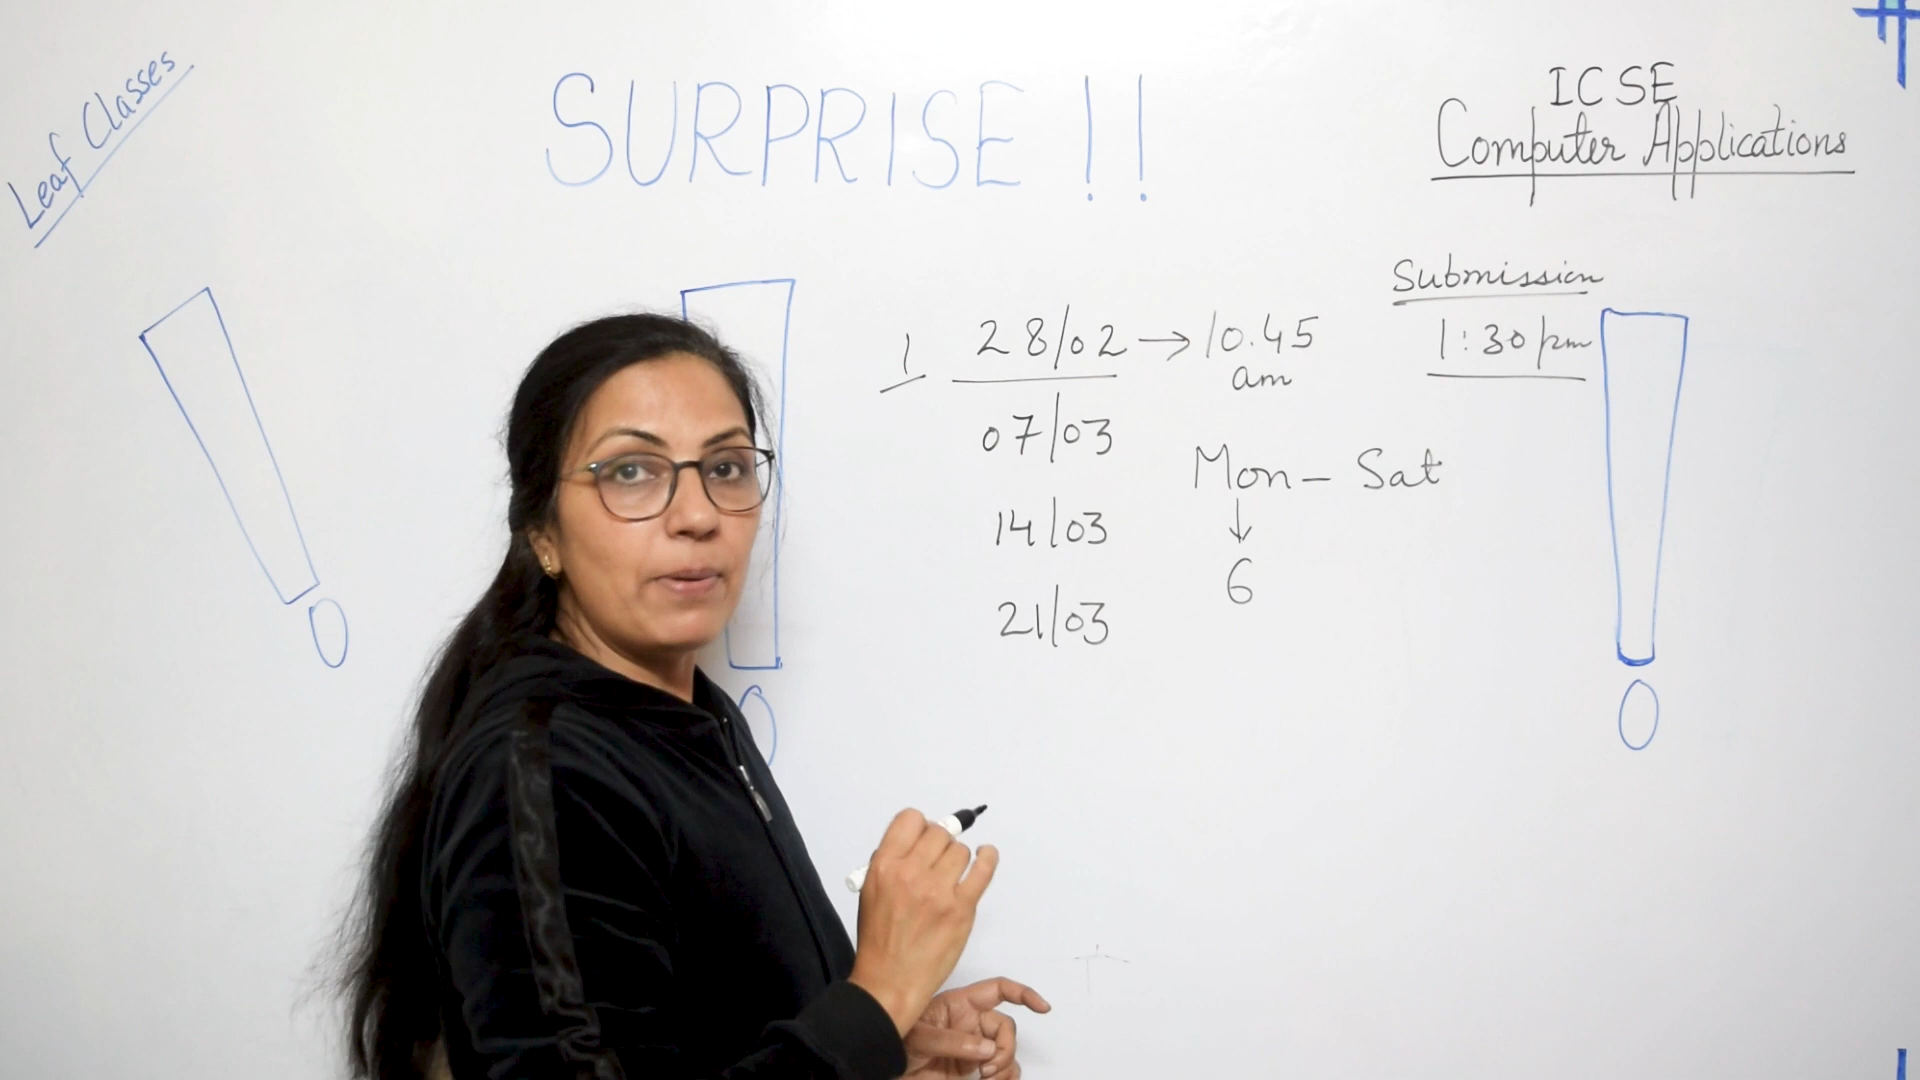 Leaf Classes
SURPRISE !!
ICSE
Computer Applications
Submission
1 28/02 → 10.45 am
1:30 pm
07/03
Mon - Sat
↓
14/03
6
21/03